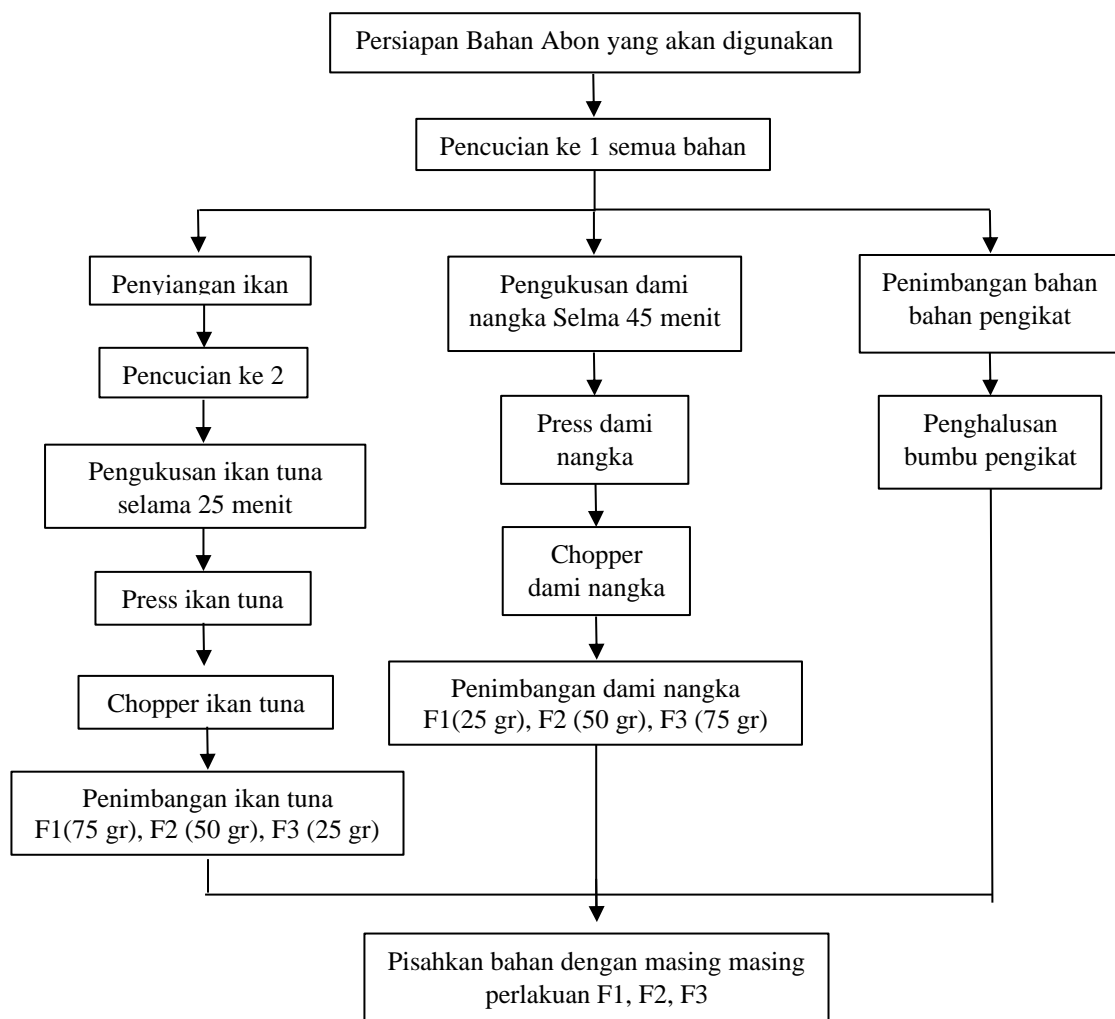 Persiapan Bahan Abon yang akan digunakan
Pencucian ke 1 semua bahan
Penyiangan ikan
Pencucian ke 2
Pengukusan ikan tuna
selama 25 menit
Press ikan tuna
Chopper ikan tuna
Penimbangan ikan tuna
F1(75 gr), F2 (50 gr), F3 (25 gr)
Pengukusan dami
nangka Selma 45 menit
Press dami
nangka
Chopper
dami nangka
Penimbangan dami nangka
F1(25 gr), F2 (50 gr), F3 (75 gr)
Penimbangan bahan
bahan pengikat
Penghalusan
bumbu pengikat
Pisahkan bahan dengan masing masing
perlakuan F1, F2, F3